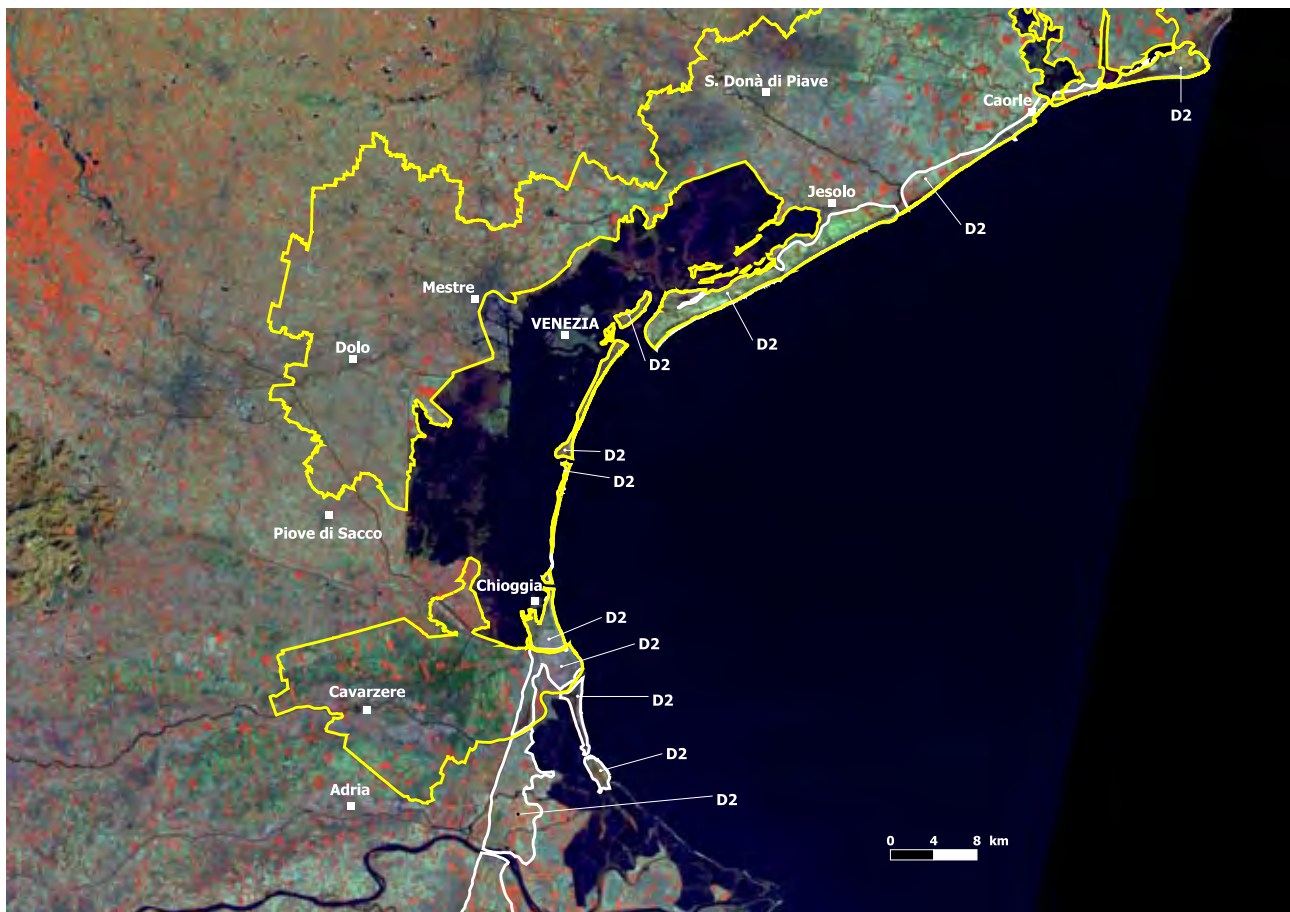 S. Donà di Piave
Caorle
D2
Jesolo
D2
Mestre
VENEZIA
D2
Dolo
D2
D2
D2
Piove di Sacco
Chioggia
D2
D2
Cavarzere
D2
D2
Adria
D2
0 4 8 km